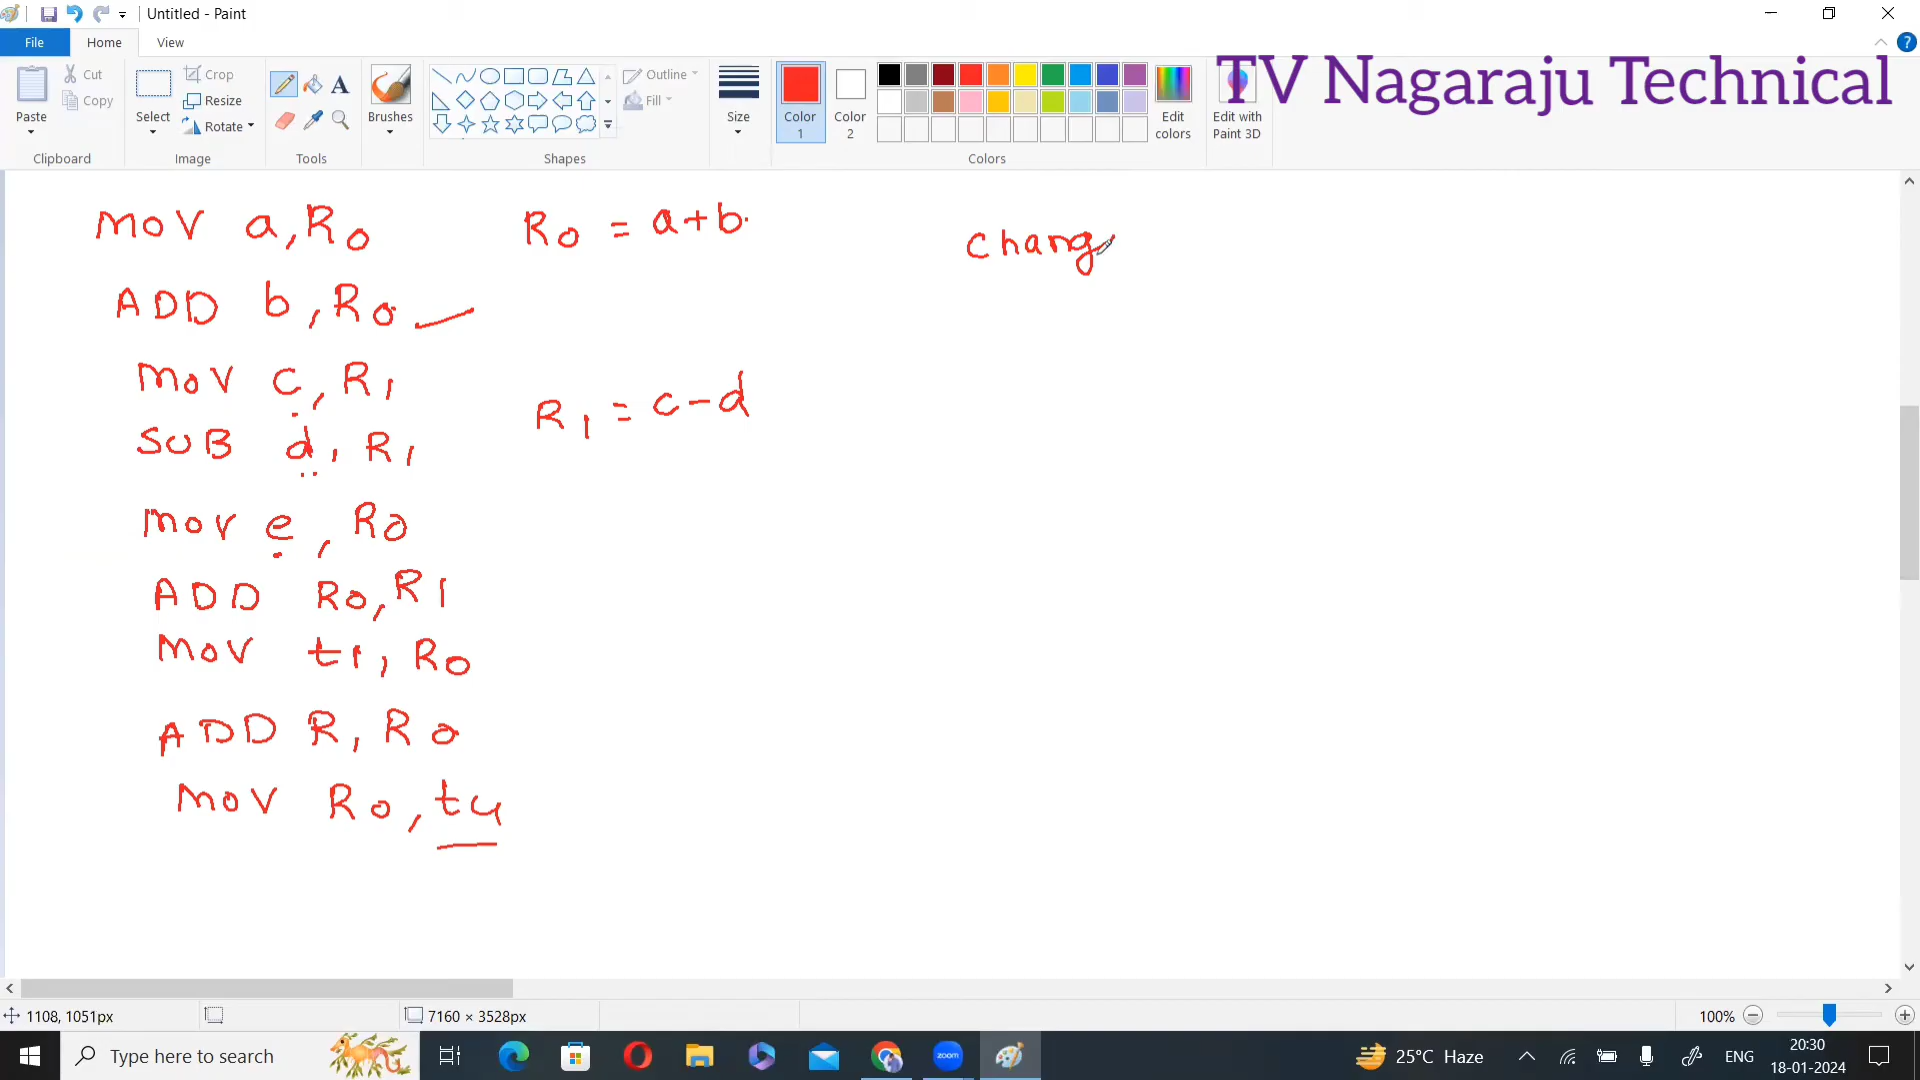 Untitled - Paint
File Home View
TV Nagaraju Technical
Paste
Cut
Copy
Clipboard
Select
Crop
Resize
Rotate
Image
Tools
Brushes
Outline
Fill
Shapes
Size
Color 1
Color 2
Colors
Edit colors
Edit with Paint 3D
MOV a,R0 R0 = a+b.
Chang
ADD b,R0
MOV c,R1
R1 = c-d
SUB d,R1
MOV e,R0
ADD R0,R1
MOV t1,R0
ADD R,R0
MOV R0,t4
1108, 1051px
7160 × 3528px
100%
Type here to search
zoom
25°C Haze
ENG
20:30
18-01-2024